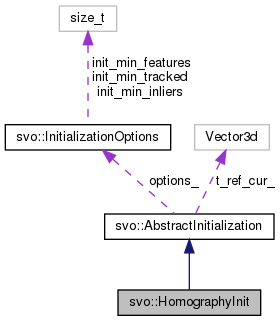 size_t
init_min_features
init_min_tracked
init_min_inliers
svo::InitializationOptions
Vector3d
options_
t_ref_cur_
svo::AbstractInitialization
svo::HomographyInit